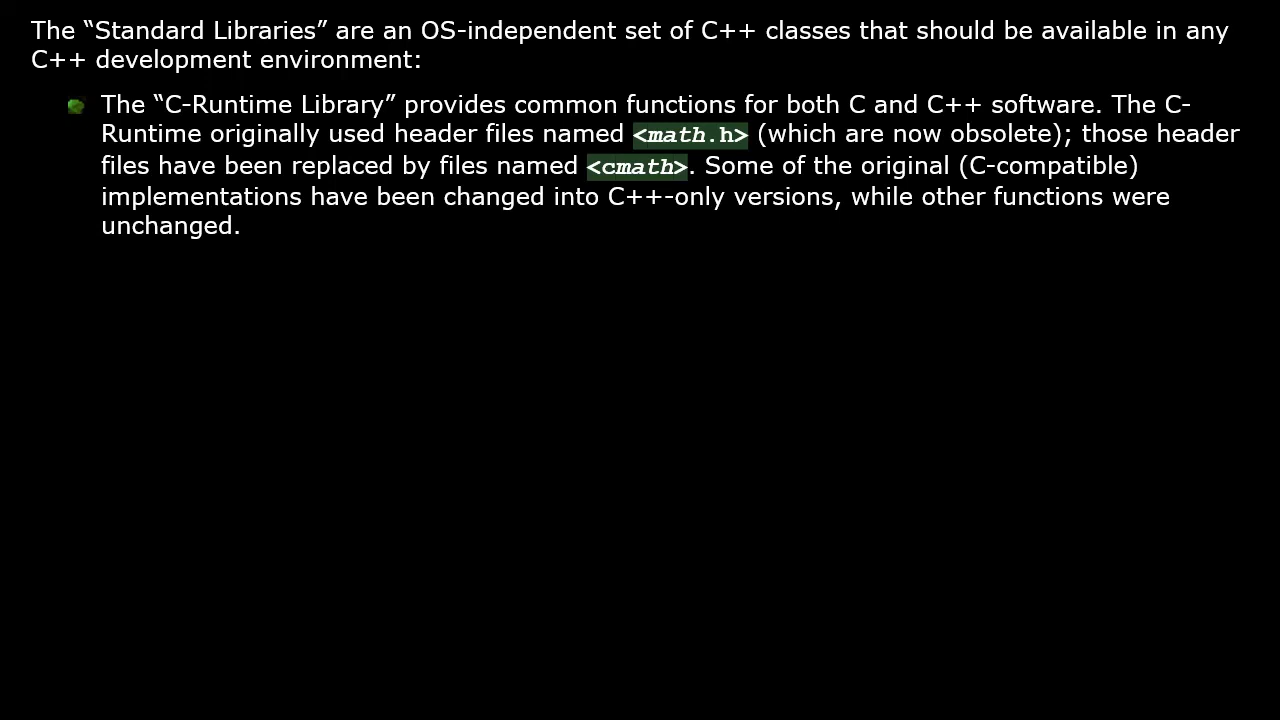 The “Standard Libraries” are an OS-independent set of C++ classes that should be available in any
C++ development environment:
The “C-Runtime Library” provides common functions for both C and C++ software. The C-
Runtime originally used header files named <math.h> (which are now obsolete); those header
files have been replaced by files named <cmath>. Some of the original (C-compatible)
implementations have been changed into C++-only versions, while other functions were
unchanged.